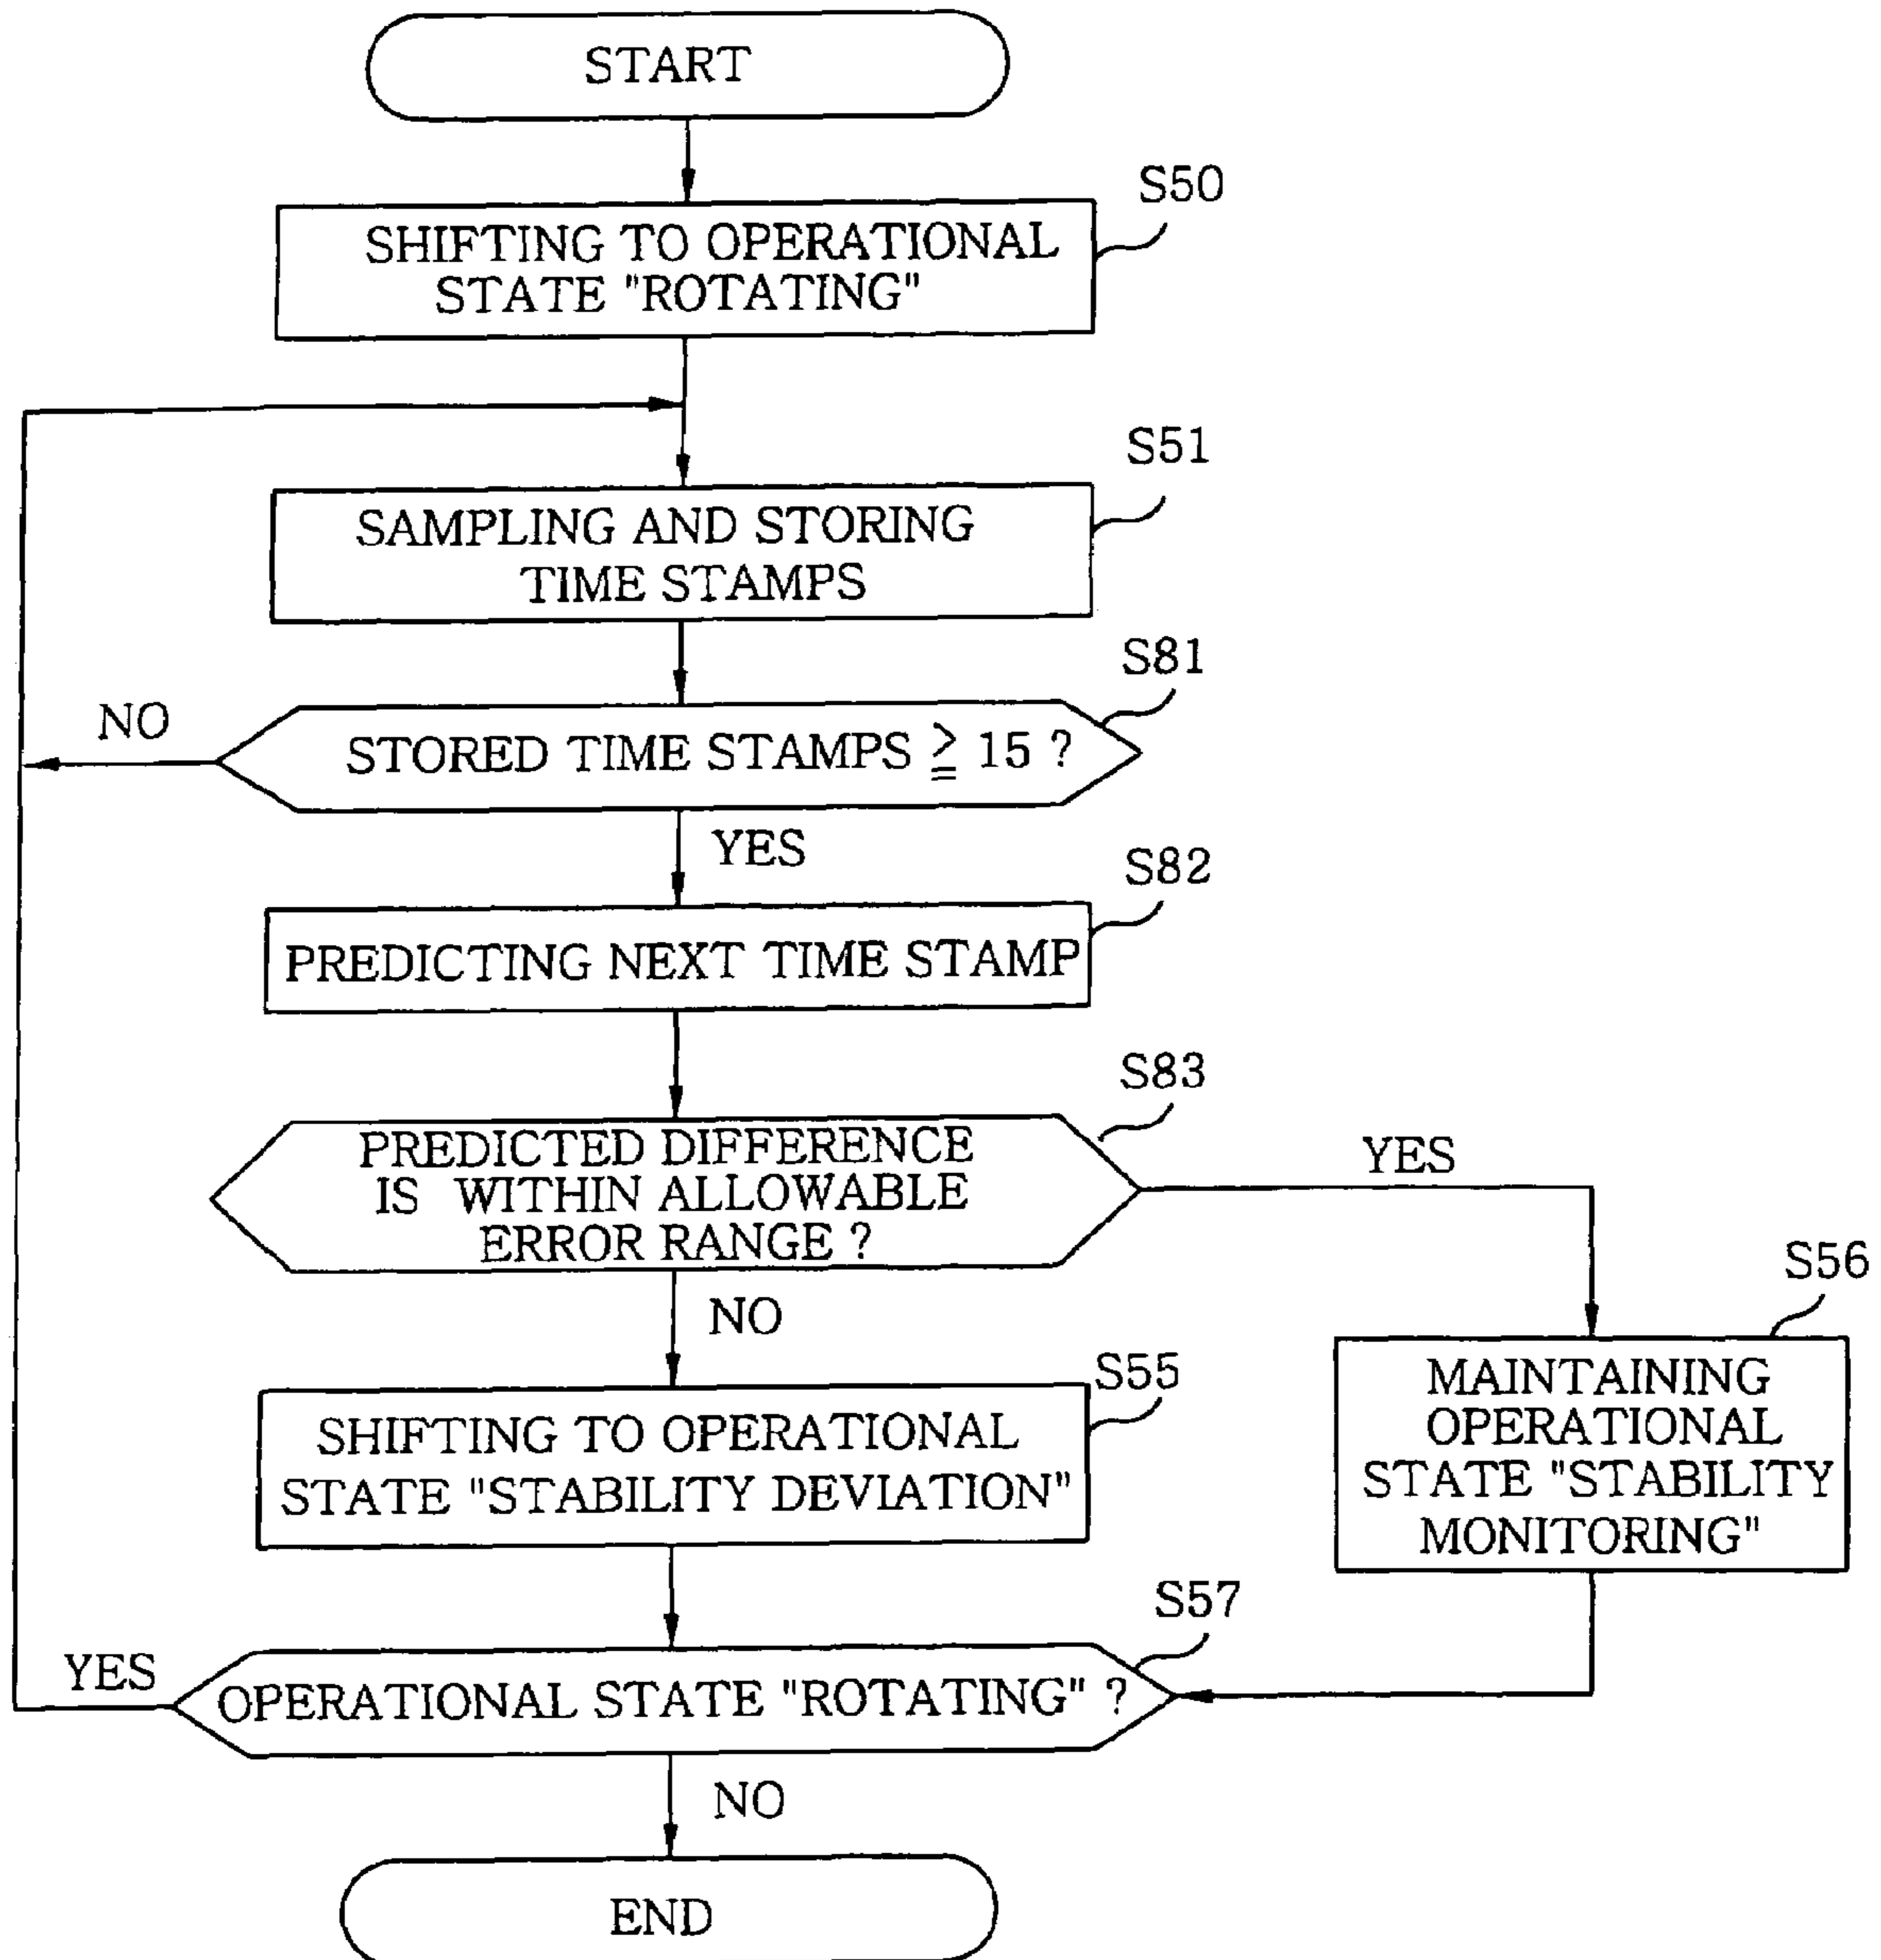 START
S50
SHIFTING TO OPERATIONAL
STATE "ROTATING"
S51
SAMPLING AND STORING
TIME STAMPS
S81
NO
STORED TIME STAMPS ≧ 15 ?
YES
S82
PREDICTING NEXT TIME STAMP
S83
PREDICTED DIFFERENCE
IS WITHIN ALLOWABLE
ERROR RANGE ?
YES
NO
S56
MAINTAINING
OPERATIONAL
STATE "STABILITY
MONITORING"
S55
SHIFTING TO OPERATIONAL
STATE "STABILITY DEVIATION"
S57
YES
OPERATIONAL STATE "ROTATING" ?
NO
END